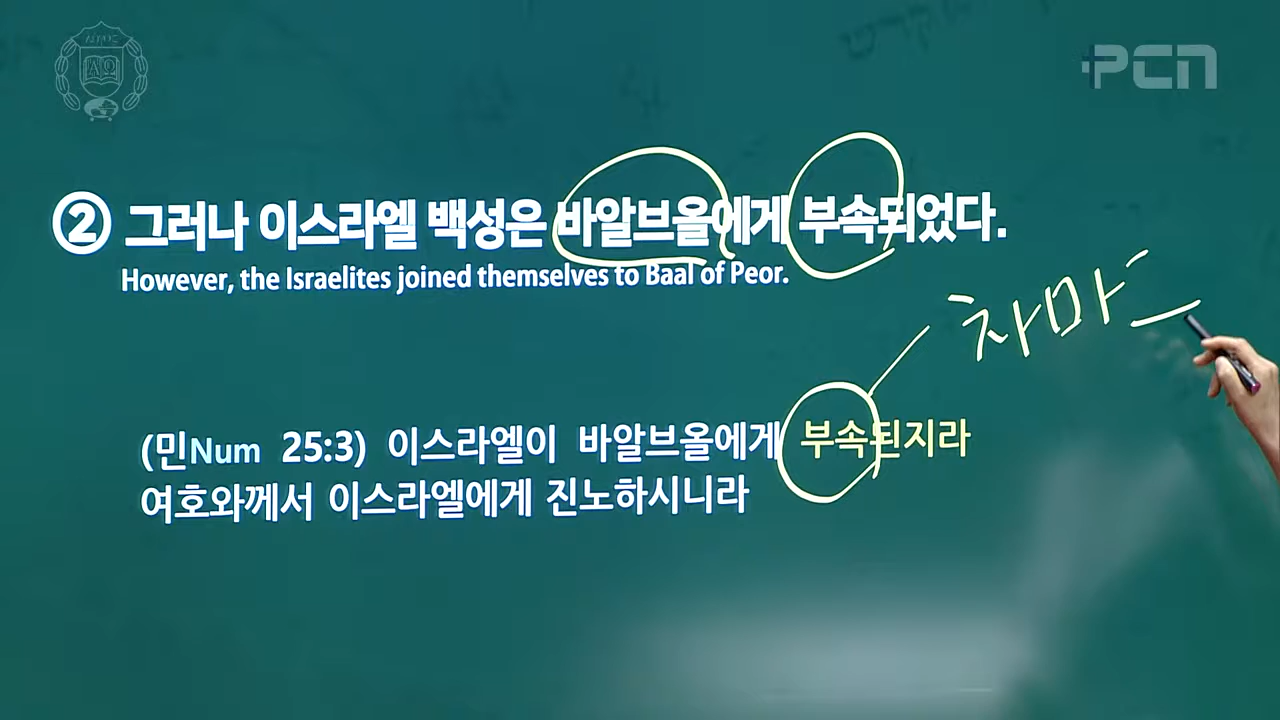 ΛΟΓΟΣ
Α Ω
PCN
② 그러나 이스라엘 백성은 바알브올에게 부속되었다.
However, the Israelites joined themselves to Baal of Peor.
차마드
(민Num 25:3) 이스라엘이 바알브올에게 부속된지라
여호와께서 이스라엘에게 진노하시니라